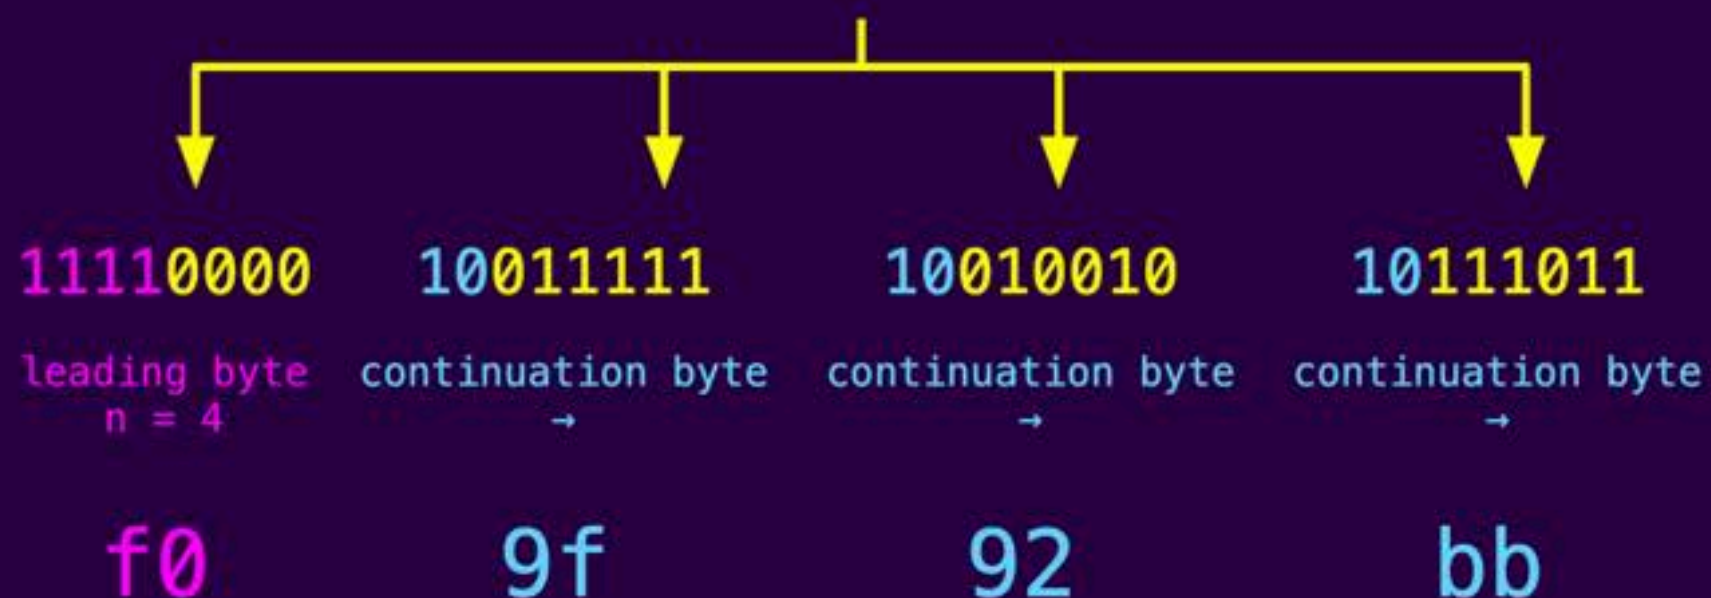 11110000 10011111 10010010 10111011
leading byte continuation byte continuation byte continuation byte
n = 4 → → →
f0 9f 92 bb